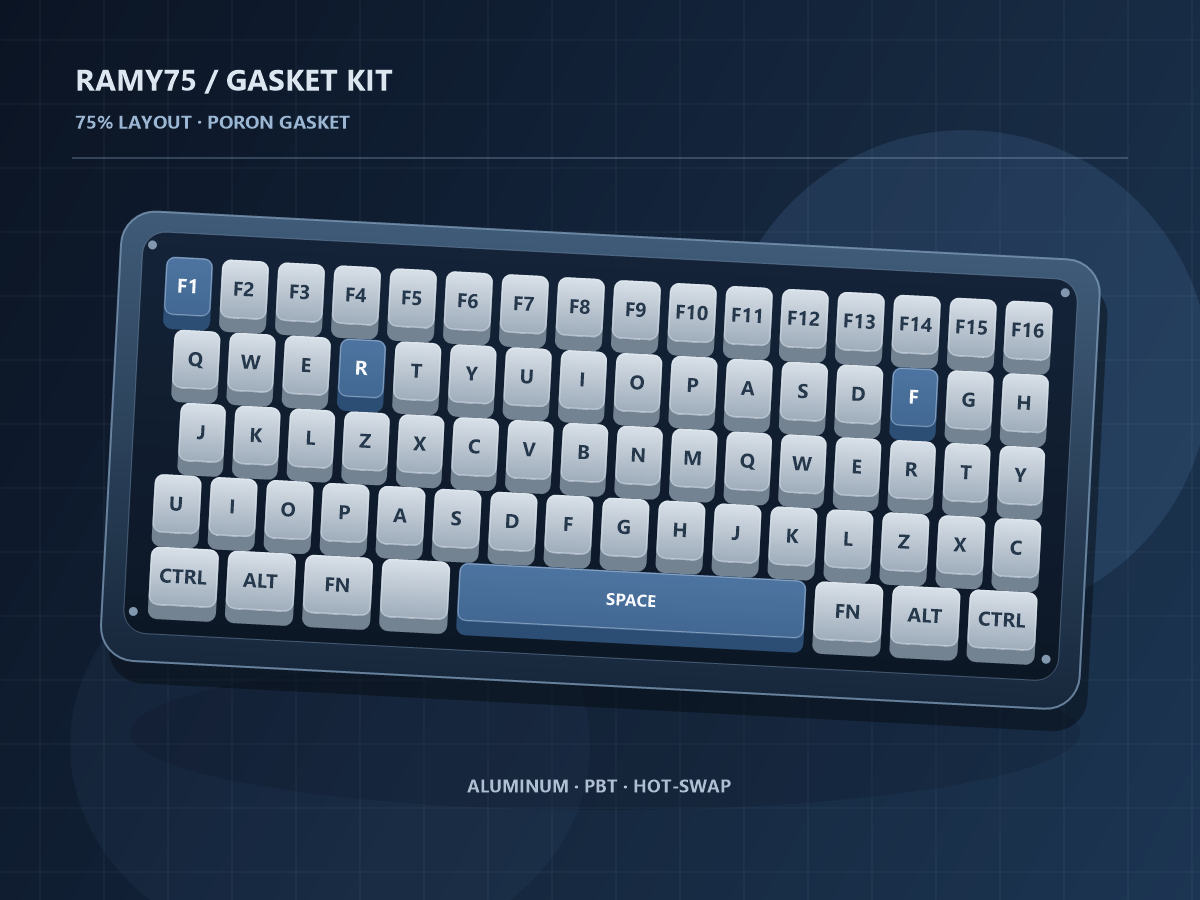 RAMY75 / GASKET KIT
75% LAYOUT · PORON GASKET
F1 F2 F3 F4 F5 F6 F7 F8 F9 F10 F11 F12 F13 F14 F15 F16
Q W E R T Y U I O P A S D F G H
J K L Z X C V B N M Q W E R T Y
U I O P A S D F G H J K L Z X C
CTRL ALT FN SPACE FN ALT CTRL
ALUMINUM · PBT · HOT-SWAP